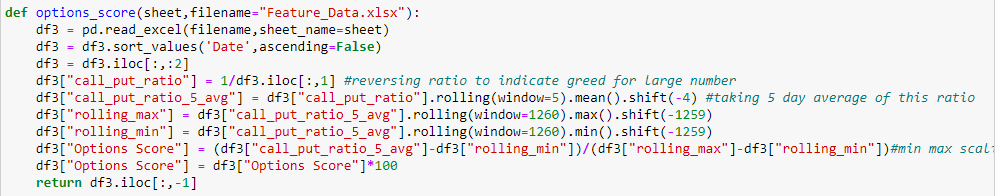 def options_score(sheet,filename="Feature_Data.xlsx"):
    df3 = pd.read_excel(filename,sheet_name=sheet)
    df3 = df3.sort_values('Date',ascending=False)
    df3 = df3.iloc[:,:2]
    df3["call_put_ratio"] = 1/df3.iloc[:,1] #reversing ratio to indicate greed for large number
    df3["call_put_ratio_5_avg"] = df3["call_put_ratio"].rolling(window=5).mean().shift(-4) #taking 5 day average of this ratio
    df3["rolling_max"] = df3["call_put_ratio_5_avg"].rolling(window=1260).max().shift(-1259)
    df3["rolling_min"] = df3["call_put_ratio_5_avg"].rolling(window=1260).min().shift(-1259)
    df3["Options Score"] = (df3["call_put_ratio_5_avg"]-df3["rolling_min"])/(df3["rolling_max"]-df3["rolling_min"])#min max scal
    df3["Options Score"] = df3["Options Score"]*100
    return df3.iloc[:,-1]